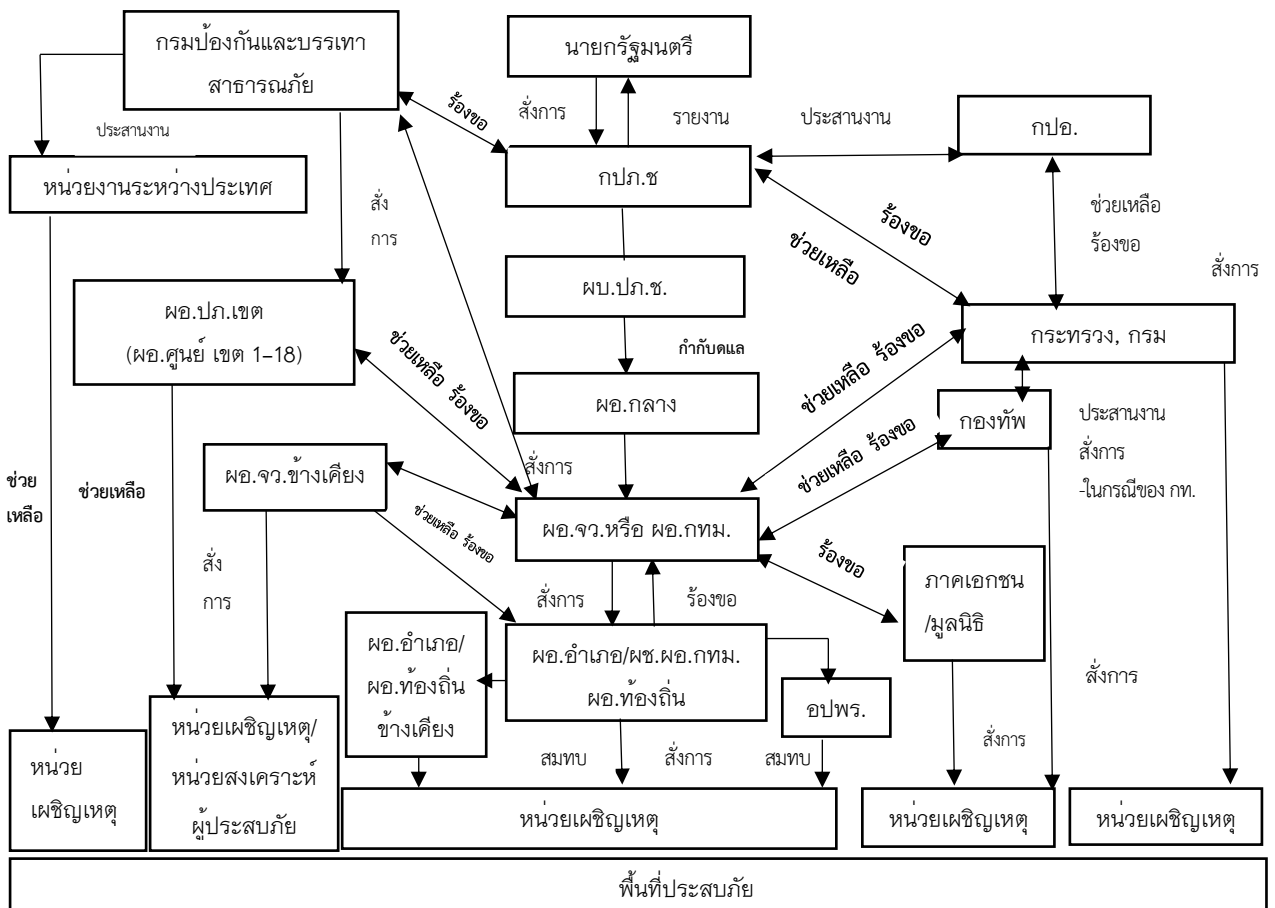 กรมป้องกันและบรรเทา
สาธารณภัย
นายกรัฐมนตรี
ร้องขอ
สั่งการ
รายงาน
ประสานงาน
กปอ.
ประสานงาน
หน่วยงานระหว่างประเทศ
กปภ.ช
สั่ง
การ
ร้องขอ
ช่วยเหลือ
ช่วยเหลือ
ร้องขอ
สั่งการ
ผอ.ปภ.เขต
(ผอ.ศูนย์ เขต 1-18)
ผบ.ปภ.ช.
กระทรวง, กรม
กำกับดแล
ช่วยเหลือ ร้องขอ
ช่วยเหลือ ร้องขอ
ผอ.กลาง
กองทัพ
ประสานงาน
สั่งการ
-ในกรณีของ กท.
ช่วยเหลือ ร้องขอ
ผอ.จว.ข้างเคียง
สั่งการ
ช่วย
เหลือ
ช่วยเหลือ
ช่วยเหลือ ร้องขอ
ผอ.จว.หรือ ผอ.กทม.
ร้องขอ
ภาคเอกชน
/มูลนิธิ
สั่ง
การ
สั่งการ
ร้องขอ
ผอ.อำเภอ/
ผอ.ท้องถิ่น
ข้างเคียง
ผอ.อำเภอ/ผช.ผอ.กทม.
ผอ.ท้องถิ่น
อปพร.
สั่งการ
สมทบ
สั่งการ
สมทบ
สั่งการ
หน่วย
เผชิญเหตุ
หน่วยเผชิญเหตุ/
หน่วยสงเคราะห์
ผู้ประสบภัย
หน่วยเผชิญเหตุ
หน่วยเผชิญเหตุ
หน่วยเผชิญเหตุ
พื้นที่ประสบภัย